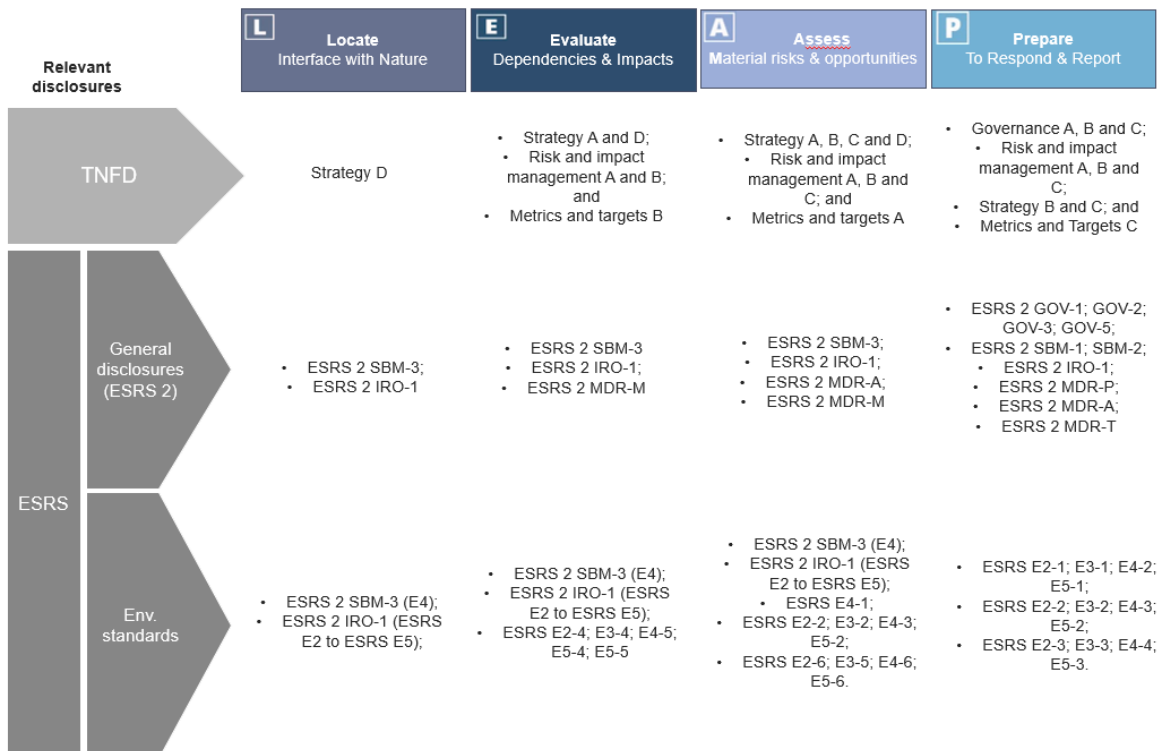 Relevant
disclosures
L
Locate
Interface with Nature
E
Evaluate
Dependencies & Impacts
A
Assess
Material risks & opportunities
P
Prepare
To Respond & Report
TNFD
Strategy D
• Strategy A and D;
• Risk and impact
management A and B;
and
• Metrics and targets B
• Strategy A, B, C and D;
• Risk and impact
management A, B and
C; and
• Metrics and targets A
• Governance A, B and C;
• Risk and impact
management A, B and
C;
• Strategy B and C; and
• Metrics and Targets C
ESRS
General
disclosures
(ESRS 2)
• ESRS 2 SBM-3;
• ESRS 2 IRO-1
• ESRS 2 SBM-3
• ESRS 2 IRO-1;
• ESRS 2 MDR-M
• ESRS 2 SBM-3;
• ESRS 2 IRO-1;
• ESRS 2 MDR-A;
• ESRS 2 MDR-M
• ESRS 2 GOV-1; GOV-2;
GOV-3; GOV-5;
• ESRS 2 SBM-1; SBM-2;
• ESRS 2 IRO-1;
• ESRS 2 MDR-P;
• ESRS 2 MDR-A;
• ESRS 2 MDR-T
Env.
standards
• ESRS 2 SBM-3 (E4);
• ESRS 2 IRO-1 (ESRS
E2 to ESRS E5);
• ESRS 2 SBM-3 (E4);
• ESRS 2 IRO-1 (ESRS
E2 to ESRS E5);
• ESRS E2-4; E3-4; E4-5;
E5-4; E5-5
• ESRS 2 SBM-3 (E4);
• ESRS 2 IRO-1 (ESRS
E2 to ESRS E5);
• ESRS E4-1;
• ESRS E2-2; E3-2; E4-3;
E5-2;
• ESRS E2-6; E3-5; E4-6;
E5-6.
• ESRS E2-1; E3-1; E4-2;
E5-1;
• ESRS E2-2; E3-2; E4-3;
E5-2;
• ESRS E2-3; E3-3; E4-4;
E5-3.